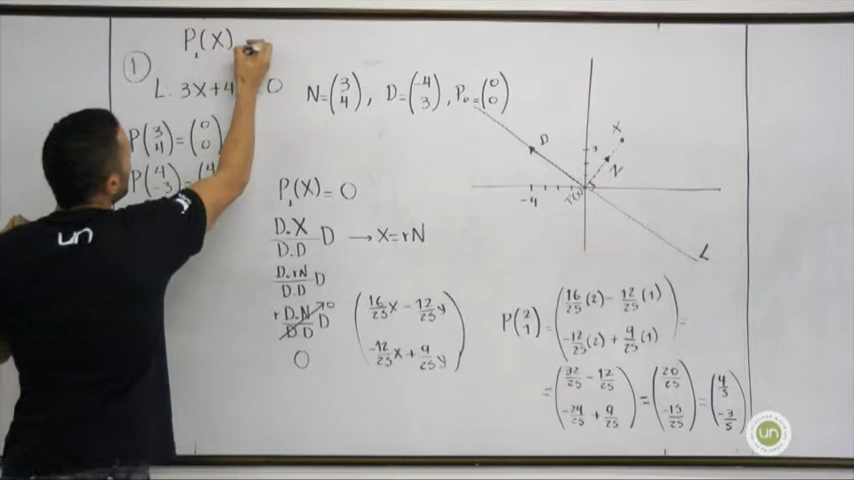 P₁(X) =
① L. 3X+4 = 0
N = (3 4), D = (-4 3), P₀ = (0 0)
P(3 4) = (0 0)
P(4 -3) = (4
P₁(X) = 0
D.X/D.D D → X = rN
D.rN/D.D D
r D.N/D.D D 0
0
(16/25 x - 12/25 y
-12/25 x + 9/25 y)
P(2 1) = (16/25 (2) - 12/25 (1)
-12/25 (2) + 9/25 (1)) =
= (32/25 - 12/25
-24/25 + 9/25) = (20/25 -15/25) = (4/5 -3/5)
X
D
3
N
-4
T(X)
L
un
un